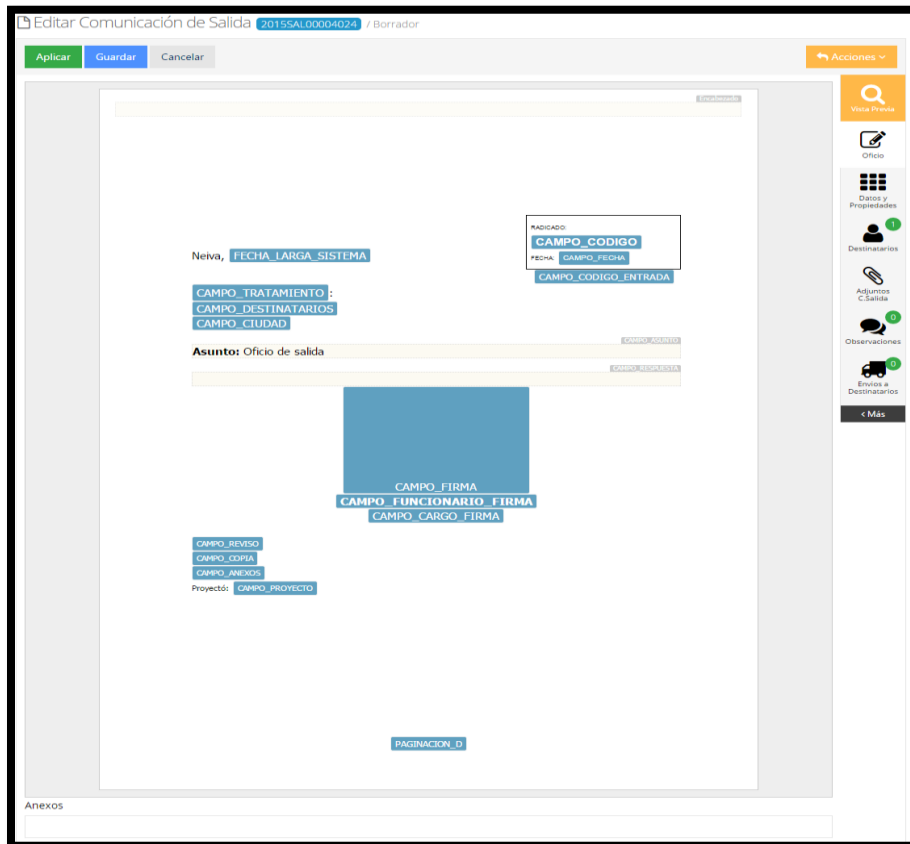 Editar Comunicación de Salida 2015SAL00004024 / Borrador
Aplicar Guardar Cancelar Acciones
Encabezado
Vista Previa
Oficio
Datos y
Propiedades
1
Destinatarios
Adjuntos
C.Salida
0
Observaciones
0
Envios a
Destinatarios
< Más
RADICADO:
CAMPO_CODIGO
FECHA: CAMPO_FECHA
CAMPO_CODIGO_ENTRADA
Neiva, FECHA_LARGA_SISTEMA
CAMPO_TRATAMIENTO :
CAMPO_DESTINATARIOS
CAMPO_CIUDAD
CAMPO_ASUNTO
Asunto: Oficio de salida
CAMPO_RESPUESTA
CAMPO_FIRMA
CAMPO_FUNCIONARIO_FIRMA
CAMPO_CARGO_FIRMA
CAMPO_REVISO
CAMPO_COPIA
CAMPO_ANEXOS
Proyectó: CAMPO_PROYECTO
PAGINACION_D
Anexos